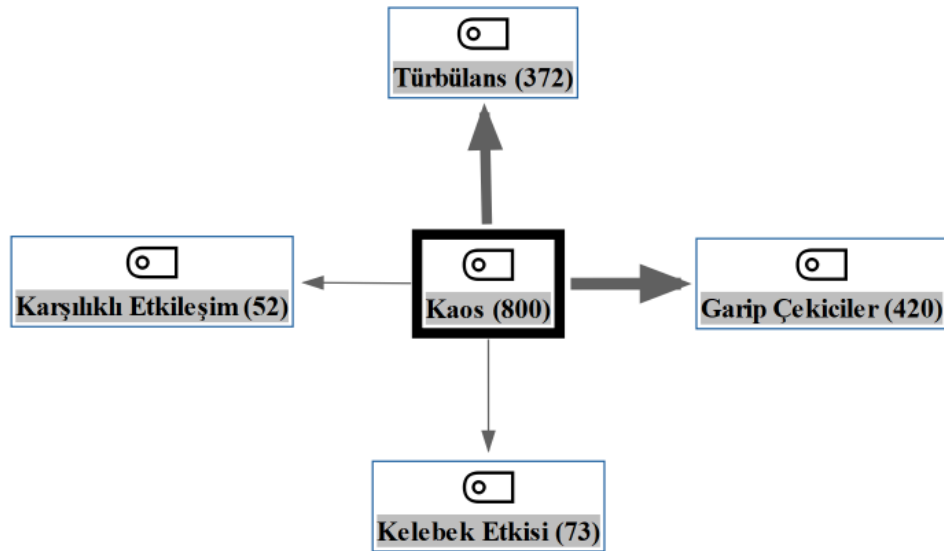 Türbülans (372)
Karşılıklı Etkileşim (52)
Kaos (800)
Garip Çekiciler (420)
Kelebek Etkisi (73)